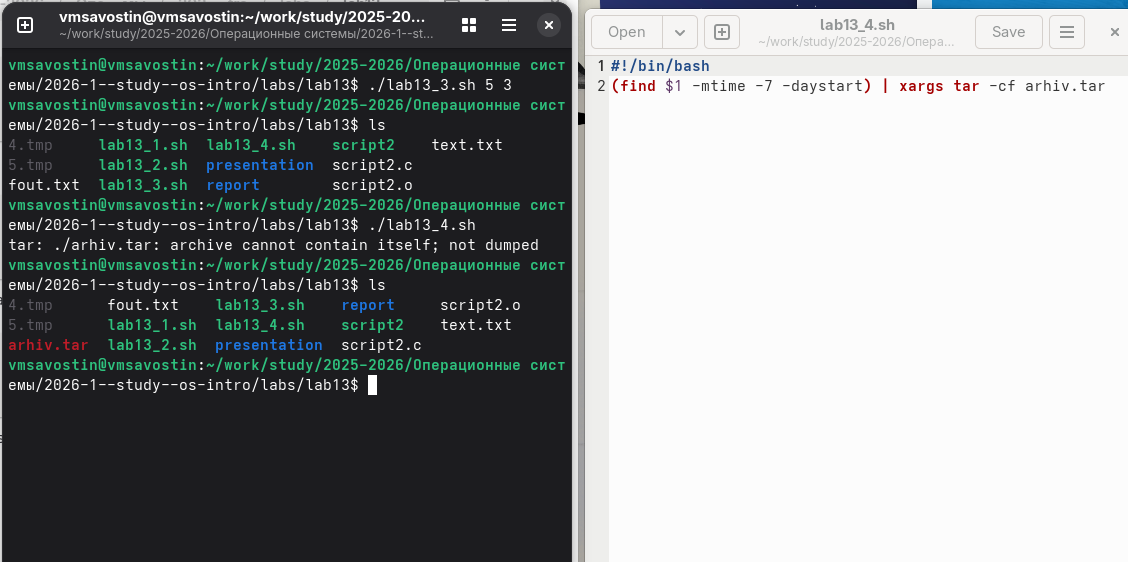 vmsavostin@vmsavostin:~/work/study/2025-20...
~/work/study/2025-2026/Операционные системы/2026-1--st...
vmsavostin@vmsavostin:~/work/study/2025-2026/Операционные сист
емы/2026-1--study--os-intro/labs/lab13$ ./lab13_3.sh 5 3
vmsavostin@vmsavostin:~/work/study/2025-2026/Операционные сист
емы/2026-1--study--os-intro/labs/lab13$ ls
4.tmp     lab13_1.sh  lab13_4.sh    script2    text.txt
5.tmp     lab13_2.sh  presentation  script2.c
fout.txt  lab13_3.sh  report        script2.o
vmsavostin@vmsavostin:~/work/study/2025-2026/Операционные сист
емы/2026-1--study--os-intro/labs/lab13$ ./lab13_4.sh
tar: ./arhiv.tar: archive cannot contain itself; not dumped
vmsavostin@vmsavostin:~/work/study/2025-2026/Операционные сист
емы/2026-1--study--os-intro/labs/lab13$ ls
4.tmp      fout.txt    lab13_3.sh    report     script2.o
5.tmp      lab13_1.sh  lab13_4.sh    script2    text.txt
arhiv.tar  lab13_2.sh  presentation  script2.c
vmsavostin@vmsavostin:~/work/study/2025-2026/Операционные сист
емы/2026-1--study--os-intro/labs/lab13$
Open
lab13_4.sh
~/work/study/2025-2026/Опера...
Save
1 #!/bin/bash
2 (find $1 -mtime -7 -daystart) | xargs tar -cf arhiv.tar